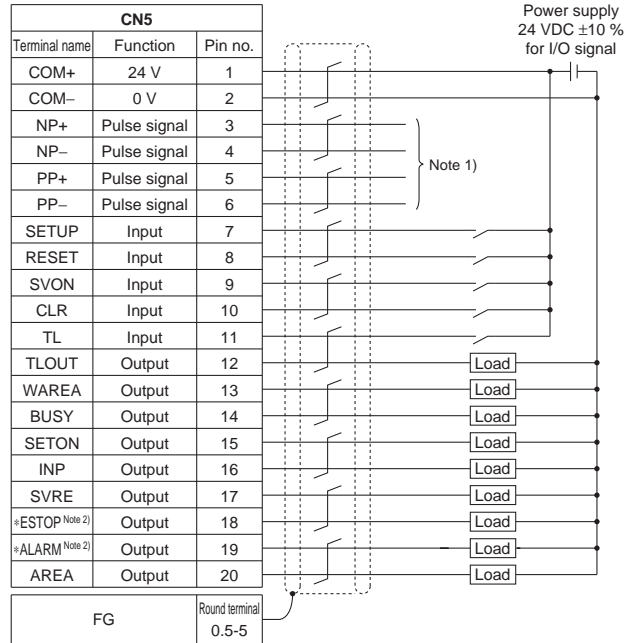 Power supply
24 VDC ±10 %
for I/O signal
CN5
Terminal name Function Pin no.
COM+ 24 V 1
COM− 0 V 2
NP+ Pulse signal 3
NP− Pulse signal 4
PP+ Pulse signal 5
PP− Pulse signal 6
Note 1)
SETUP Input 7
RESET Input 8
SVON Input 9
CLR Input 10
TL Input 11
TLOUT Output 12 Load
WAREA Output 13 Load
BUSY Output 14 Load
SETON Output 15 Load
INP Output 16 Load
SVRE Output 17 Load
∗ESTOP Note 2) Output 18 Load
∗ALARM Note 2) Output 19 Load
AREA Output 20 Load
FG Round terminal
0.5-5